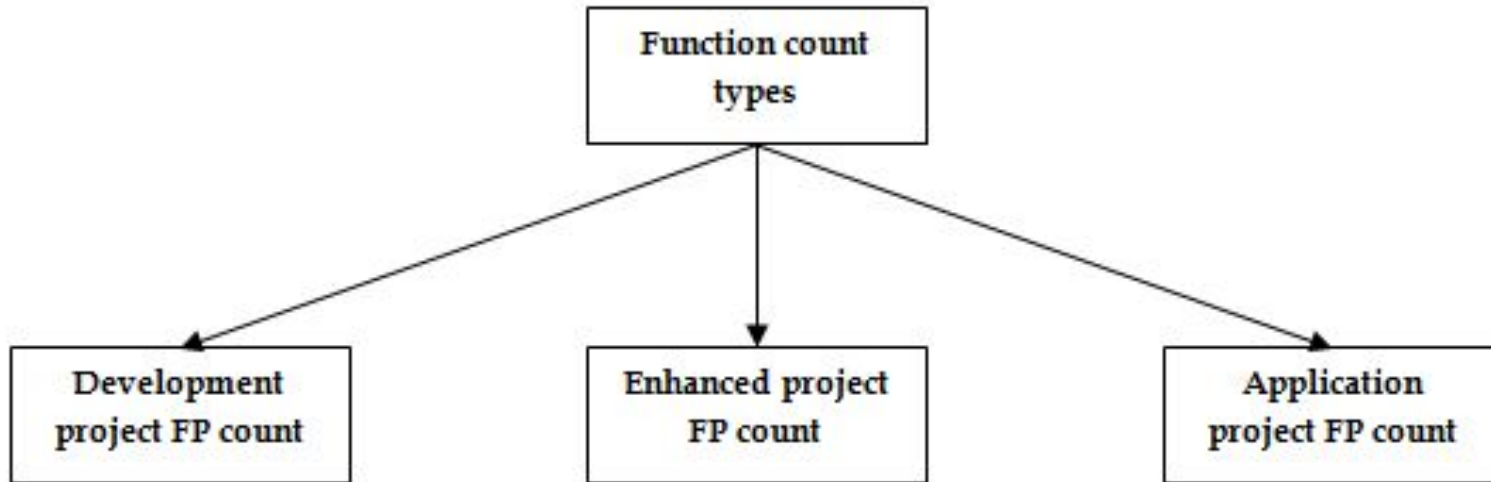 Function count
types
Development
project FP count
Enhanced project
FP count
Application
project FP count